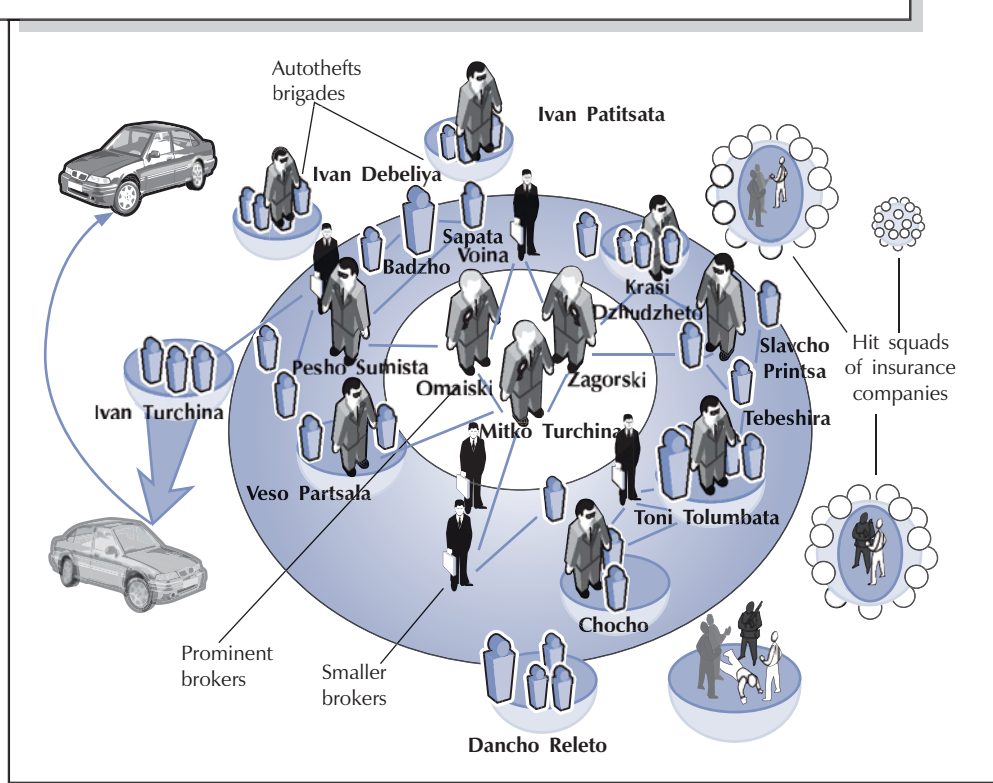 Autothefts
brigades
Ivan Patitsata
Ivan Debeliya
Sapata
Voina
Badzho
Krasi
Dzhudzheto
Slavcho
Printsa
Hit squads
of insurance
companies
Pesho Sumista
Omaiski
Zagorski
Ivan Turchina
Mitko Turchina
Tebeshira
Veso Partsala
Toni Tolumbata
Chocho
Prominent
brokers
Smaller
brokers
Dancho Releto